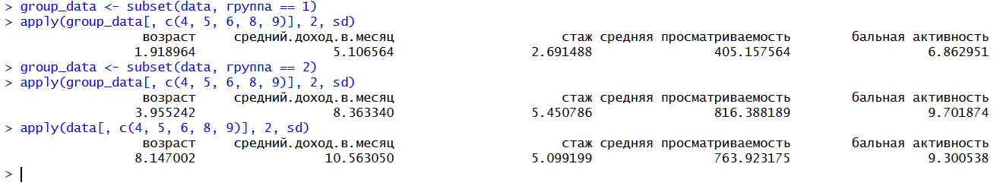 > group_data <- subset(data, группа == 1)
> apply(group_data[, c(4, 5, 6, 8, 9)], 2, sd)
возраст средний.доход.в.месяц стаж средняя просматриваемость бальная активность
1.918964 5.106564 2.691488 405.157564 6.862951
> group_data <- subset(data, группа == 2)
> apply(group_data[, c(4, 5, 6, 8, 9)], 2, sd)
возраст средний.доход.в.месяц стаж средняя просматриваемость бальная активность
3.955242 8.363340 5.450786 816.388189 9.701874
> apply(data[, c(4, 5, 6, 8, 9)], 2, sd)
возраст средний.доход.в.месяц стаж средняя просматриваемость бальная активность
8.147002 10.563050 5.099199 763.923175 9.300538
>